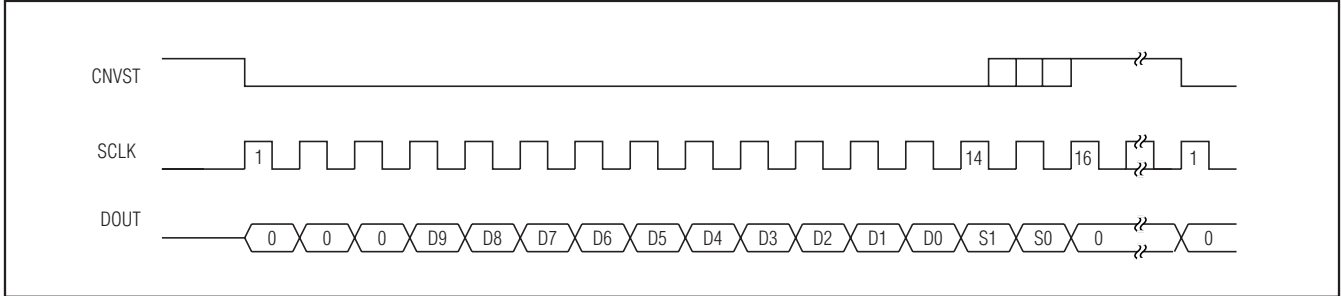 CNVST
SCLK 1 14 16 1
DOUT 0 0 0 D9 D8 D7 D6 D5 D4 D3 D2 D1 D0 S1 S0 0 0